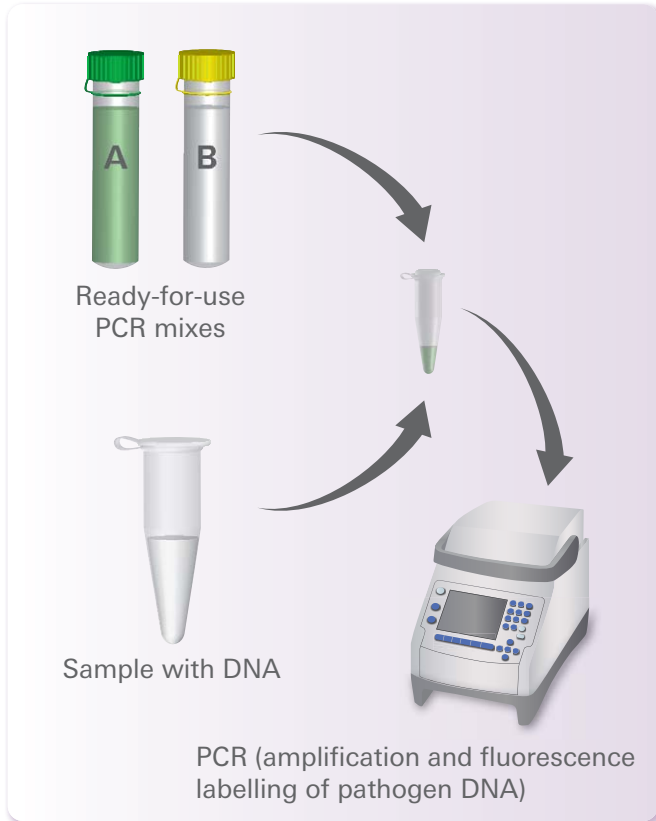 A
B
Ready-for-use
PCR mixes
Sample with DNA
PCR (amplification and fluorescence
labelling of pathogen DNA)